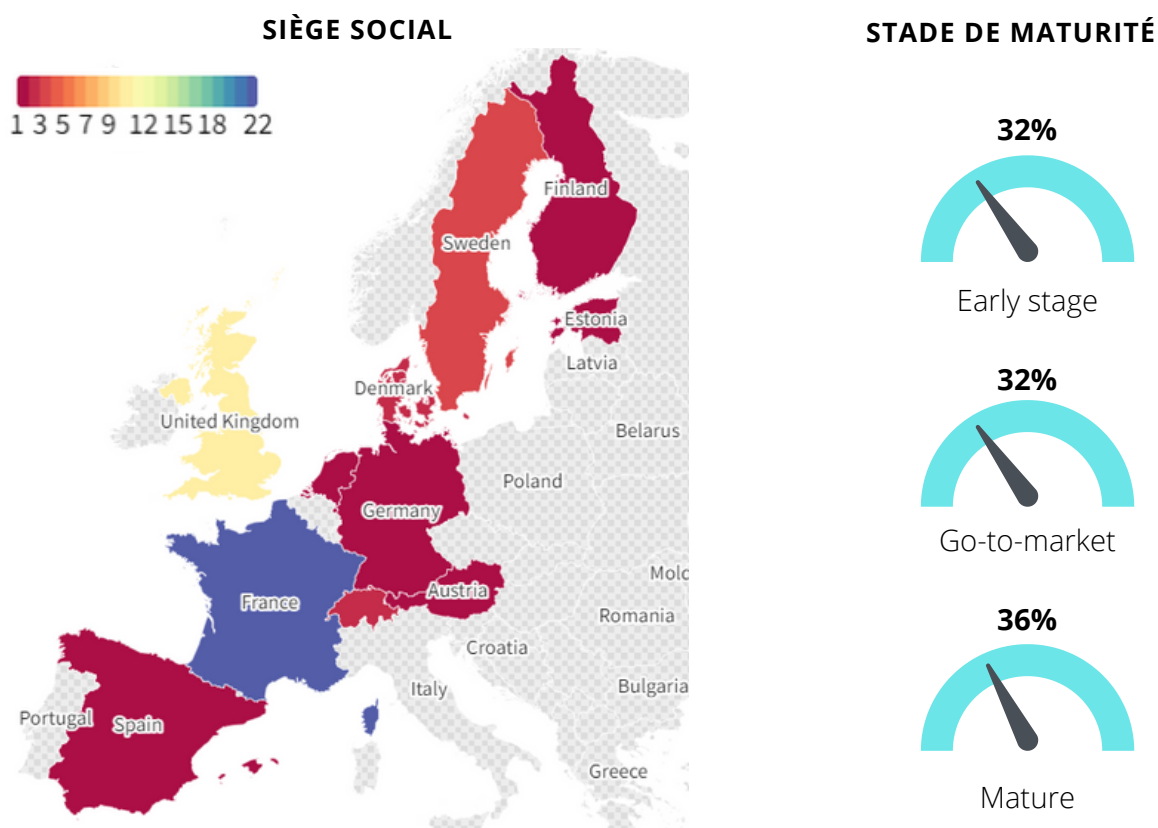 SIÈGE SOCIAL
1 3 5 7 9 12 15 18 22
Finland
Sweden
Estonia
Latvia
Denmark
United Kingdom
Belarus
Poland
Germany
Molc
Austria
France
Romania
Croatia
Italy
Bulgaria
Portugal
Spain
Greece
STADE DE MATURITÉ
32%
Early stage
32%
Go-to-market
36%
Mature